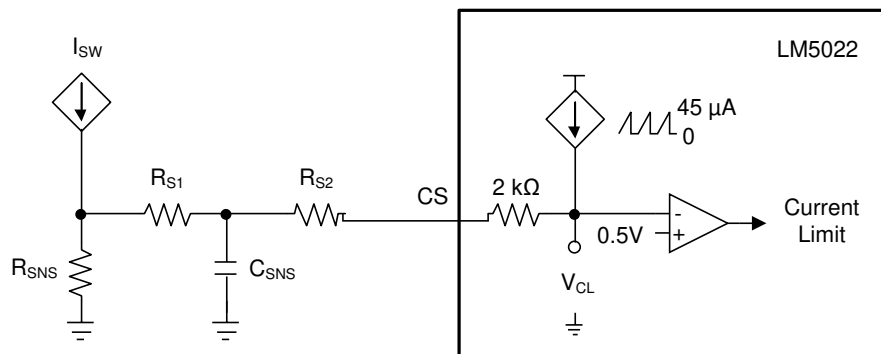 I_SW
LM5022
45 µA
0
R_S1
R_S2
CS
2 kΩ
-
0.5V
+
Current
Limit
R_SNS
C_SNS
V_CL